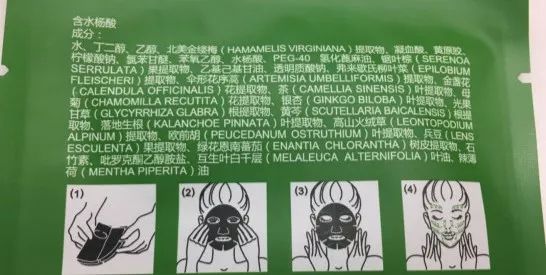 含水杨酸
成分：
水、丁二醇、乙醇、北美金缕梅（HAMAMELIS VIRGINIANA）提取物、凝血酸、黄原胶、
柠檬酸钠、氯苯甘醚、苯氧乙醇、水杨酸、PEG-40 氢化蓖麻油、锯叶棕（SERENOA
SERRULATA）果提取物、乙基己基甘油、透明质酸钠、弗来歇氏柳叶菜（EPILOBIUM
FLEISCHERI）提取物、伞形花序蒿（ARTEMISIA UMBELLIFORMIS）提取物、金盏花
（CALENDULA OFFICINALIS）花提取物、茶（CAMELLIA SINENSIS）叶提取物、母
菊（CHAMOMILLA RECUTITA）花提取物、银杏（GINKGO BILOBA）叶提取物、光果
甘草（GLYCYRRHIZA GLABRA）根提取物、黄芩（SCUTELLARIA BAICALENSIS）根提
取物、落地生根（KALANCHOE PINNATA）叶提取物、高山火绒草（LEONTOPODIUM
ALPINUM）提取物、欧前胡（PEUCEDANUM OSTRUTHIUM）叶提取物、兵豆（LENS
ESCULENTA）果提取物、绿花恩南番茄（ENANTIA CHLORANTHA）树皮提取物、石
竹素、吡罗克酮乙醇胺盐、互生叶白千层（MELALEUCA ALTERNIFOLIA）叶油、辣薄
荷（MENTHA PIPERITA）油
(1) (2) (3) (4)